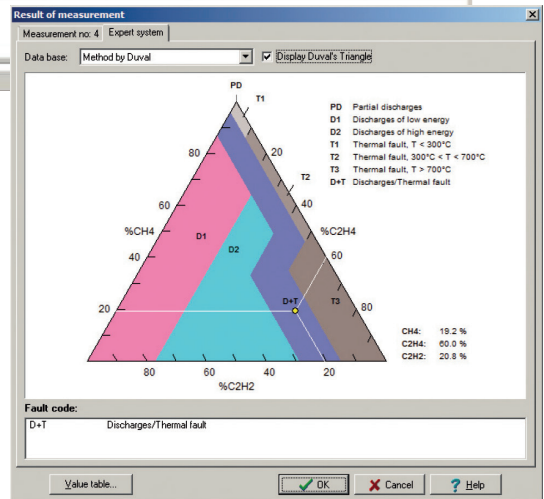 Result of measurement
Measurement no: 4 Expert system
Data base: Method by Duval Display Duval's Triangle
PD
T1
PD Partial discharges
D1 Discharges of low energy
D2 Discharges of high energy
T1 Thermal fault, T < 300°C
T2 Thermal fault, 300°C < T < 700°C
T3 Thermal fault, T > 700°C
D+T Discharges/Thermal fault
80 20
T2
60 40
%CH4 D1 %C2H4
D2
40 60
D+T T3
20 80
CH4: 19.2 %
C2H4: 60.0 %
C2H2: 20.8 %
80 60 40 20
%C2H2
Fault code:
D+T Discharges/Thermal fault
Value table... OK Cancel Help